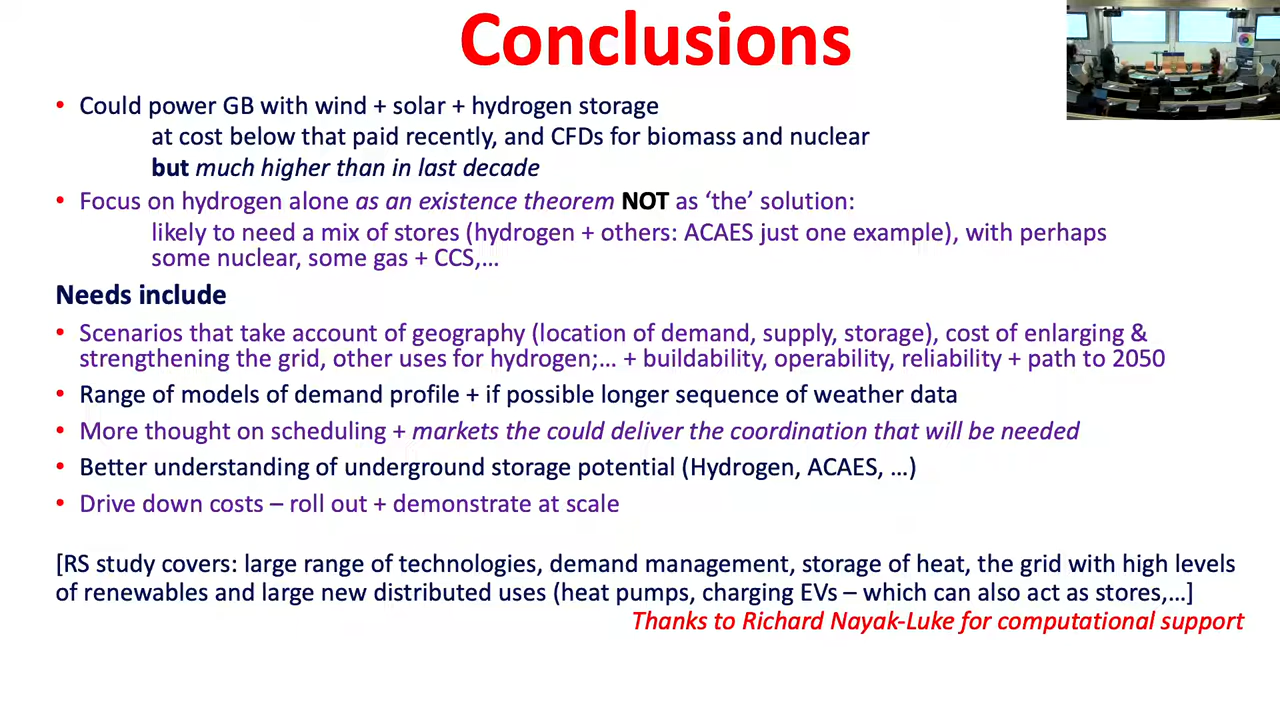 Conclusions
• Could power GB with wind + solar + hydrogen storage
at cost below that paid recently, and CFDs for biomass and nuclear
but much higher than in last decade
• Focus on hydrogen alone as an existence theorem NOT as ‘the’ solution:
likely to need a mix of stores (hydrogen + others: ACAES just one example), with perhaps
some nuclear, some gas + CCS,…
Needs include
• Scenarios that take account of geography (location of demand, supply, storage), cost of enlarging &
strengthening the grid, other uses for hydrogen;… + buildability, operability, reliability + path to 2050
• Range of models of demand profile + if possible longer sequence of weather data
• More thought on scheduling + markets the could deliver the coordination that will be needed
• Better understanding of underground storage potential (Hydrogen, ACAES, …)
• Drive down costs – roll out + demonstrate at scale
[RS study covers: large range of technologies, demand management, storage of heat, the grid with high levels
of renewables and large new distributed uses (heat pumps, charging EVs – which can also act as stores,…]
Thanks to Richard Nayak-Luke for computational support